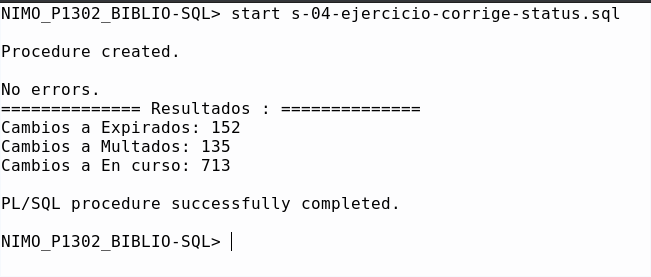 NIMO_P1302_BIBLIO-SQL> start s-04-ejercicio-corrige-status.sql
Procedure created.
No errors.
============== Resultados : ==============
Cambios a Expirados: 152
Cambios a Multados: 135
Cambios a En curso: 713
PL/SQL procedure successfully completed.
NIMO_P1302_BIBLIO-SQL>